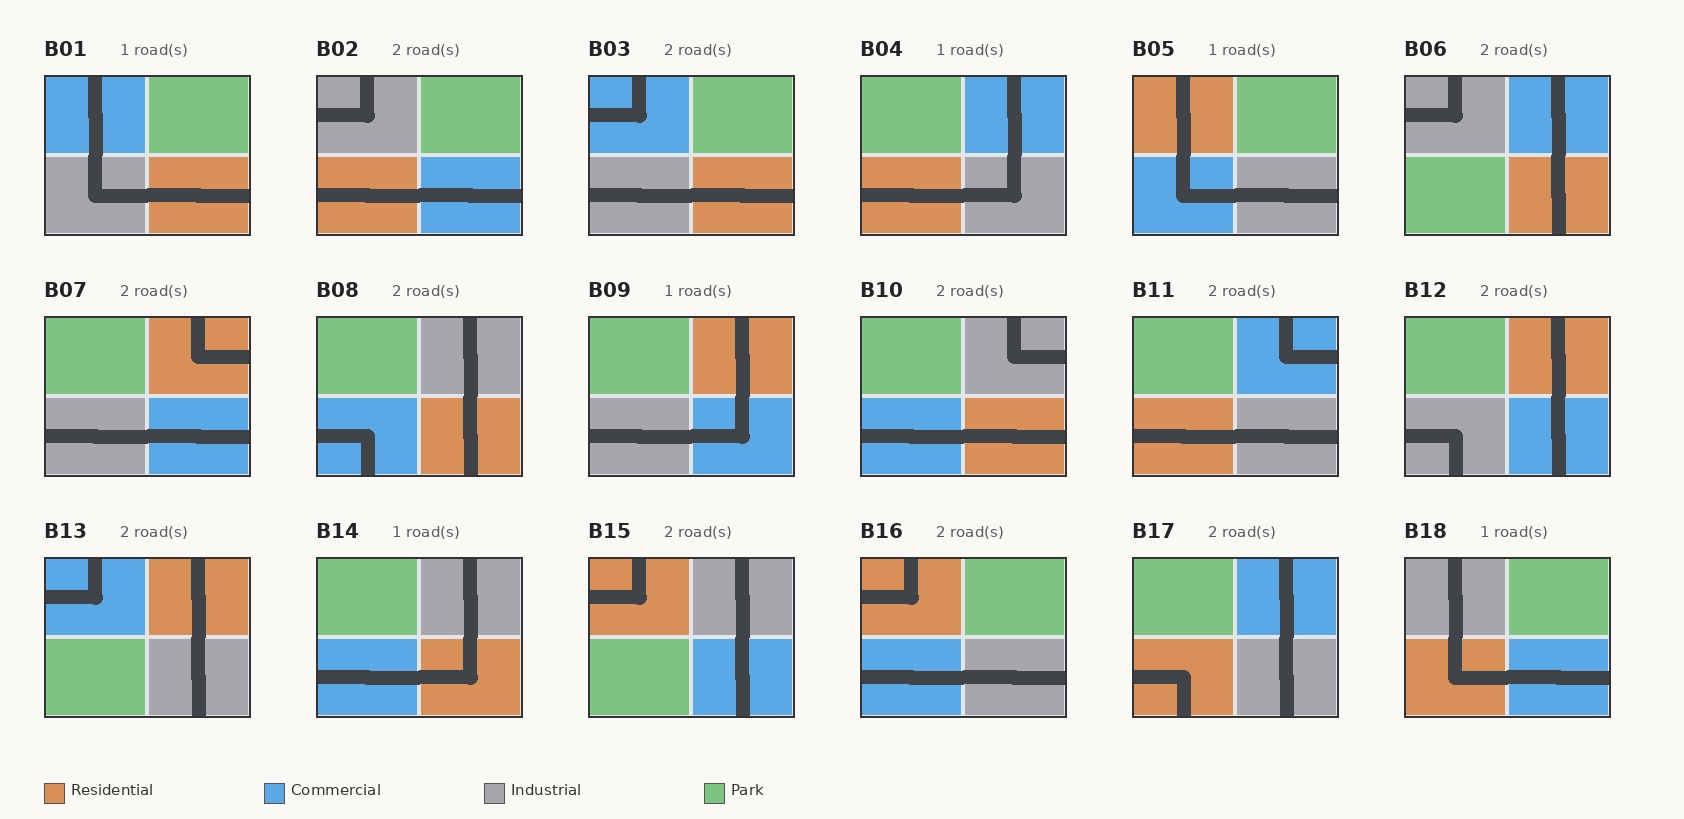 B01 1 road(s) B02 2 road(s) B03 2 road(s) B04 1 road(s) B05 1 road(s) B06 2 road(s)
B07 2 road(s) B08 2 road(s) B09 1 road(s) B10 2 road(s) B11 2 road(s) B12 2 road(s)
B13 2 road(s) B14 1 road(s) B15 2 road(s) B16 2 road(s) B17 2 road(s) B18 1 road(s)
Residential Commercial Industrial Park